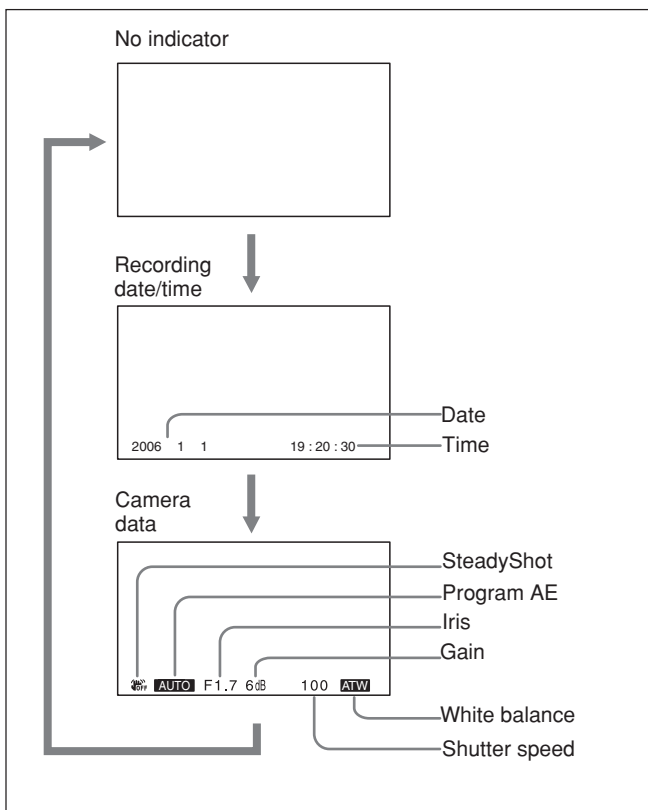 No indicator
Recording
date/time
Date
2006 1 1 19 : 20 : 30
Time
Camera
data
SteadyShot
Program AE
Iris
Gain
OFF AUTO F1.7 6dB 100 ATW
White balance
Shutter speed